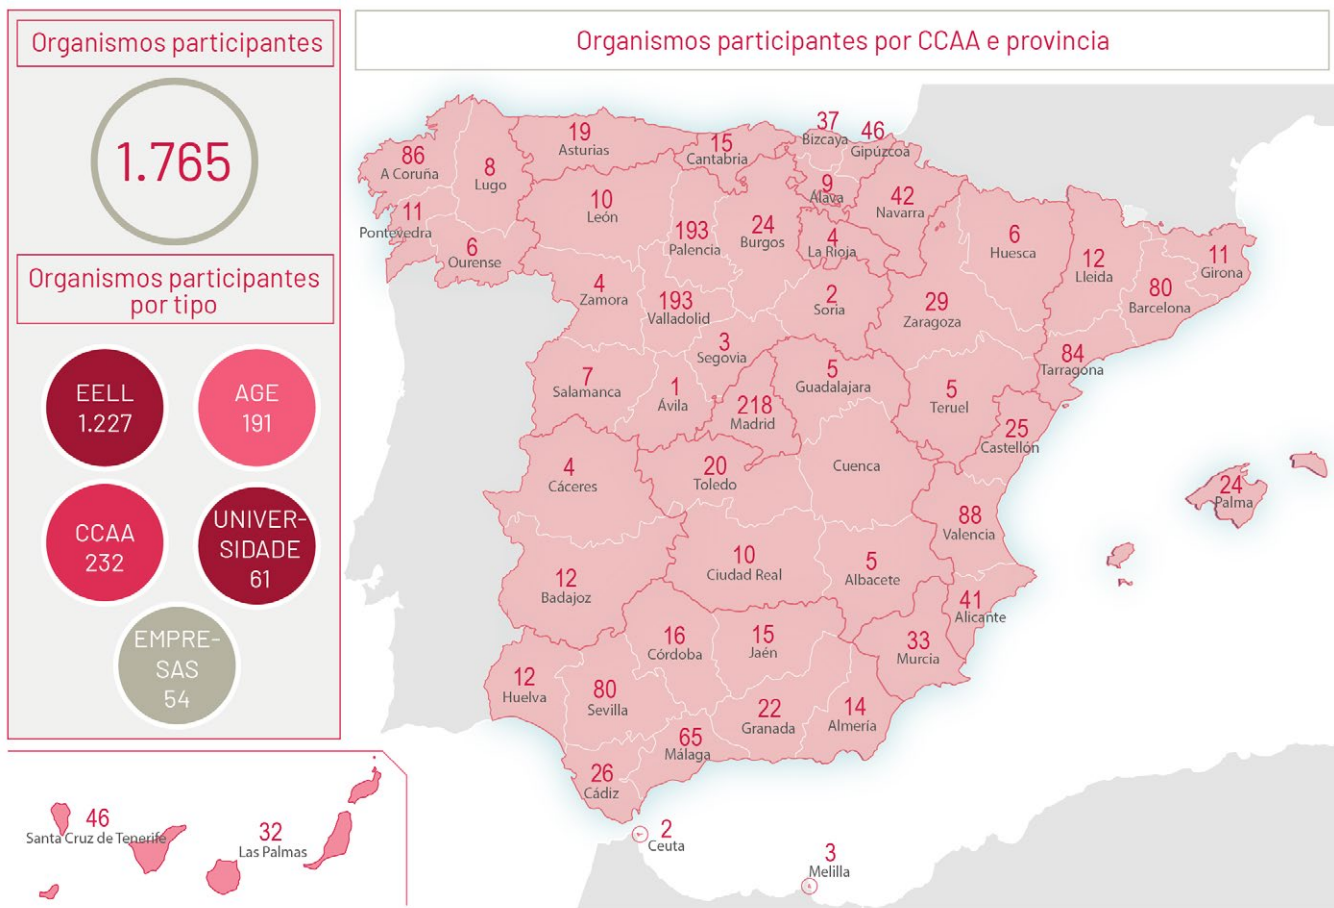 Organismos participantes
1.765
Organismos participantes
por tipo
EELL
1.227
AGE
191
CCAA
232
UNIVER-
SIDADE
61
EMPRE-
SAS
54
Organismos participantes por CCAA e provincia
86
A Coruña
8
Lugo
11
Pontevedra
6
Ourense
19
Asturias
15
Cantabria
37
Bizcaya
46
Gipúzcoa
9
Álava
42
Navarra
4
La Rioja
10
León
193
Palencia
24
Burgos
4
Zamora
193
Valladolid
2
Soria
3
Segovia
7
Salamanca
1
Ávila
218
Madrid
5
Guadalajara
6
Huesca
29
Zaragoza
5
Teruel
12
Lleida
11
Girona
80
Barcelona
84
Tarragona
25
Castellón
88
Valencia
41
Alicante
24
Palma
4
Cáceres
12
Badajoz
20
Toledo
Cuenca
10
Ciudad Real
5
Albacete
33
Murcia
12
Huelva
80
Sevilla
16
Córdoba
15
Jaén
22
Granada
14
Almería
65
Málaga
26
Cádiz
2
Ceuta
3
Melilla
46
Santa Cruz de Tenerife
32
Las Palmas